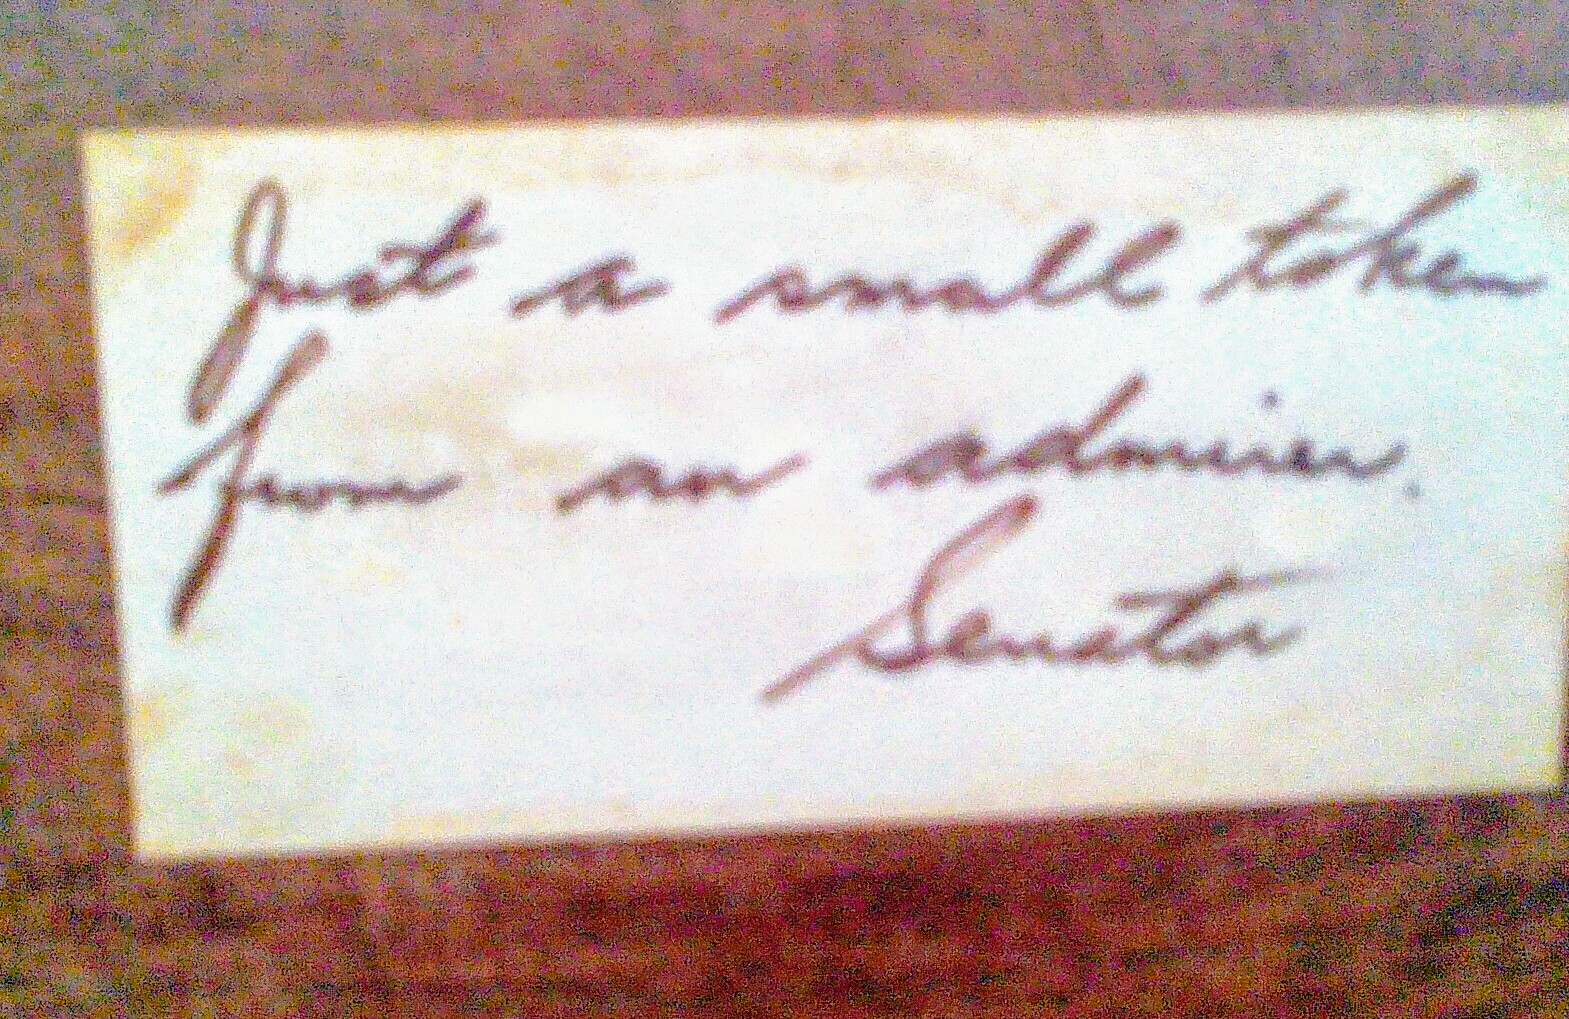 Just a small token
from an admirer.
Senator